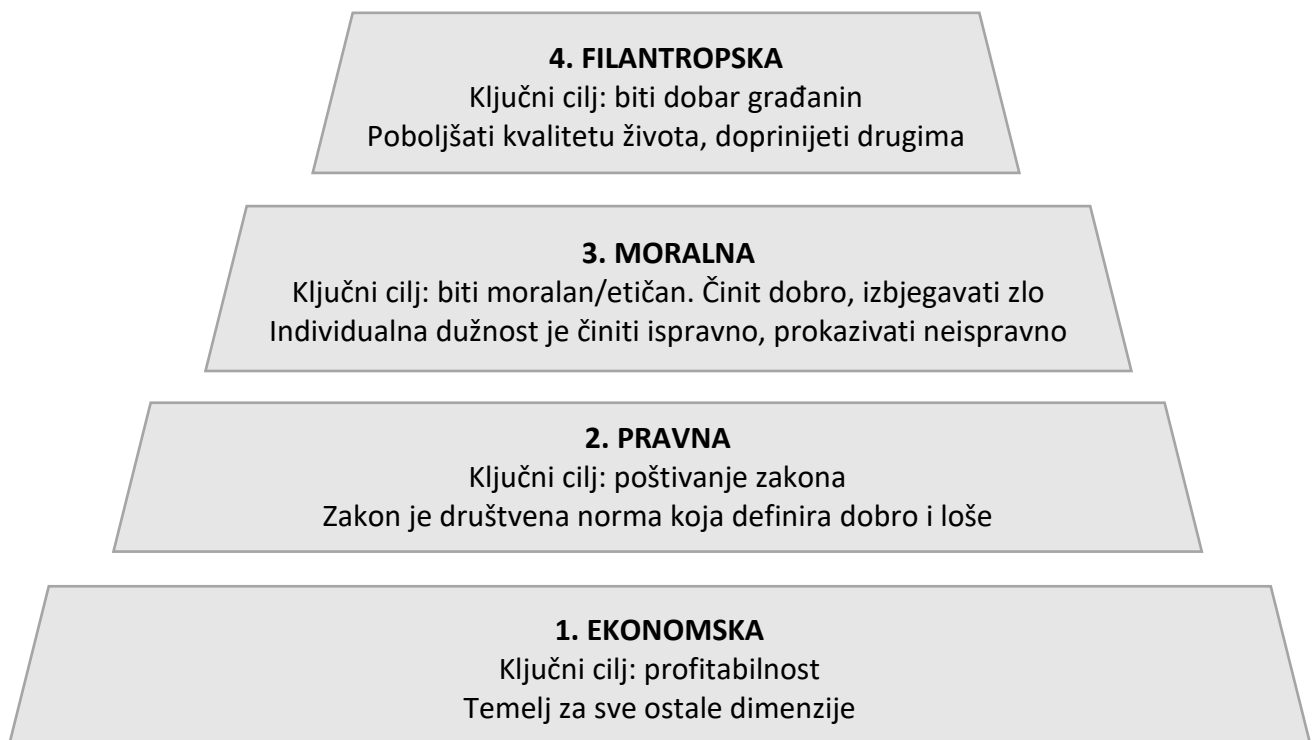 4. FILANTROPSKA
Ključni cilj: biti dobar građanin
Poboljšati kvalitetu života, doprinijeti drugima
3. MORALNA
Ključni cilj: biti moralan/etičan. Činit dobro, izbjegavati zlo
Individualna dužnost je činiti ispravno, prokazivati neispravno
2. PRAVNA
Ključni cilj: poštivanje zakona
Zakon je društvena norma koja definira dobro i loše
1. EKONOMSKA
Ključni cilj: profitabilnost
Temelj za sve ostale dimenzije